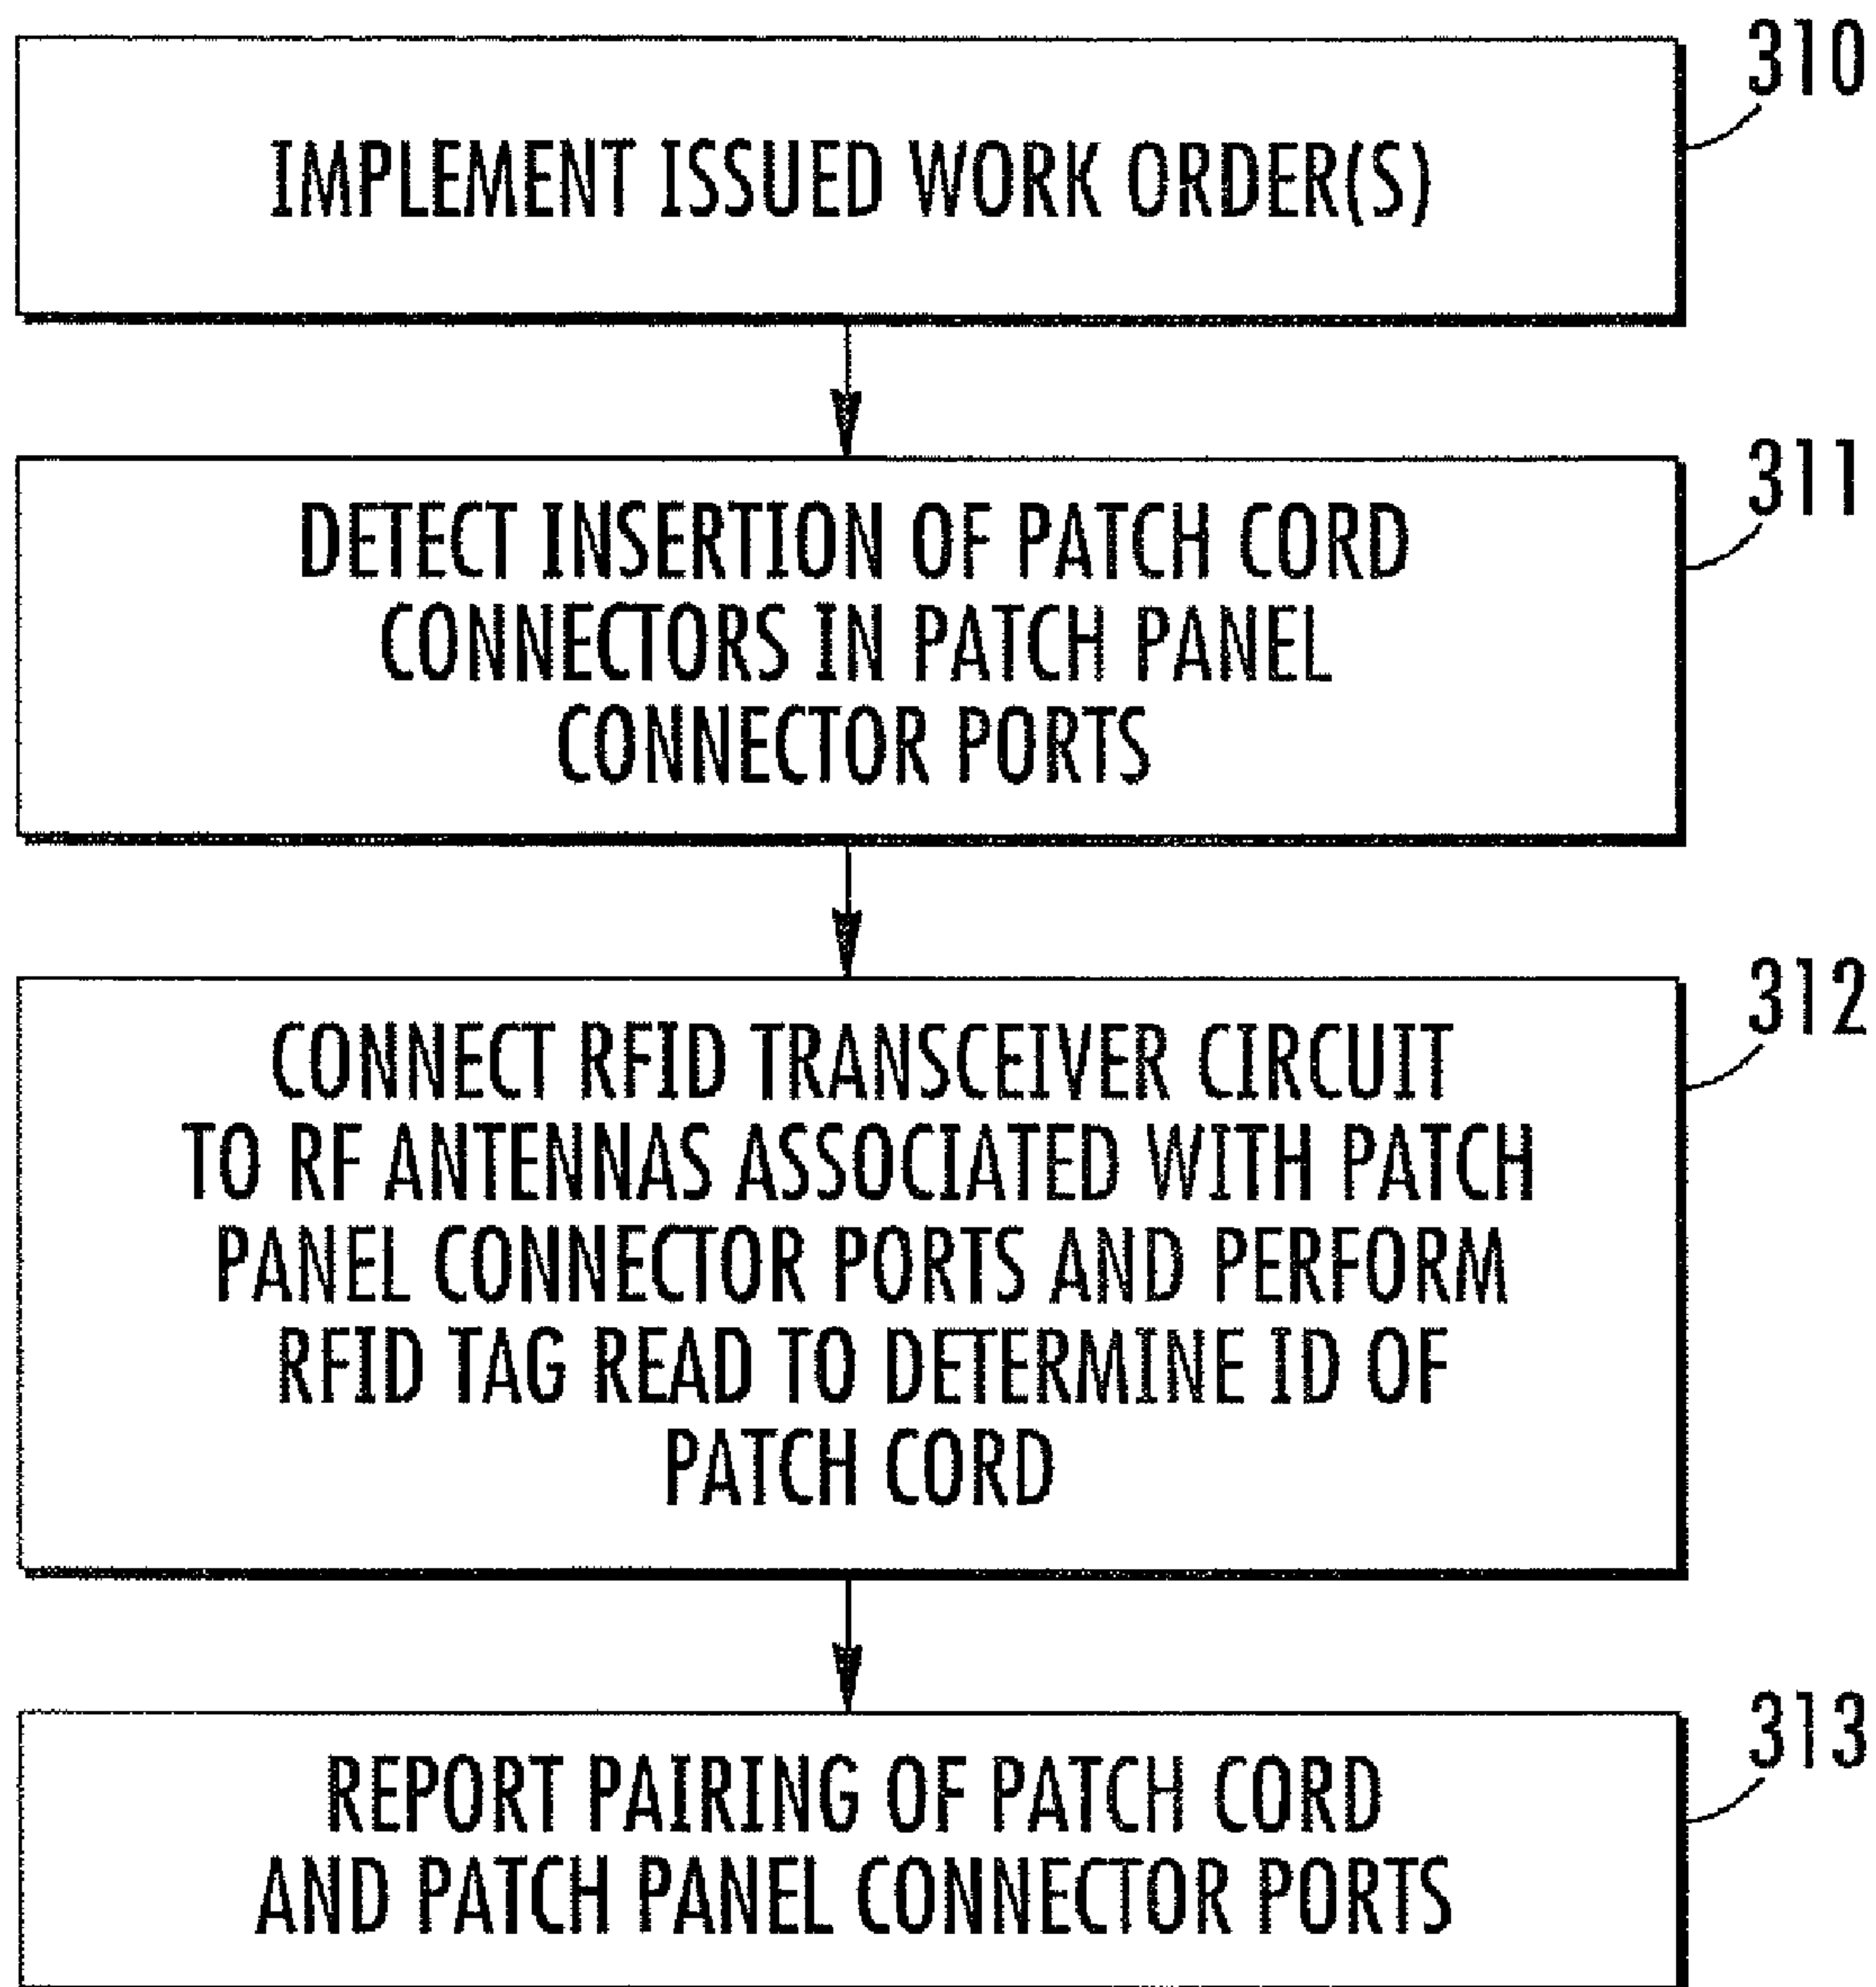 310
IMPLEMENT ISSUED WORK ORDER(S)
311
DETECT INSERTION OF PATCH CORD
CONNECTORS IN PATCH PANEL
CONNECTOR PORTS
312
CONNECT RFID TRANSCEIVER CIRCUIT
TO RF ANTENNAS ASSOCIATED WITH PATCH
PANEL CONNECTOR PORTS AND PERFORM
RFID TAG READ TO DETERMINE ID OF
PATCH CORD
313
REPORT PAIRING OF PATCH CORD
AND PATCH PANEL CONNECTOR PORTS